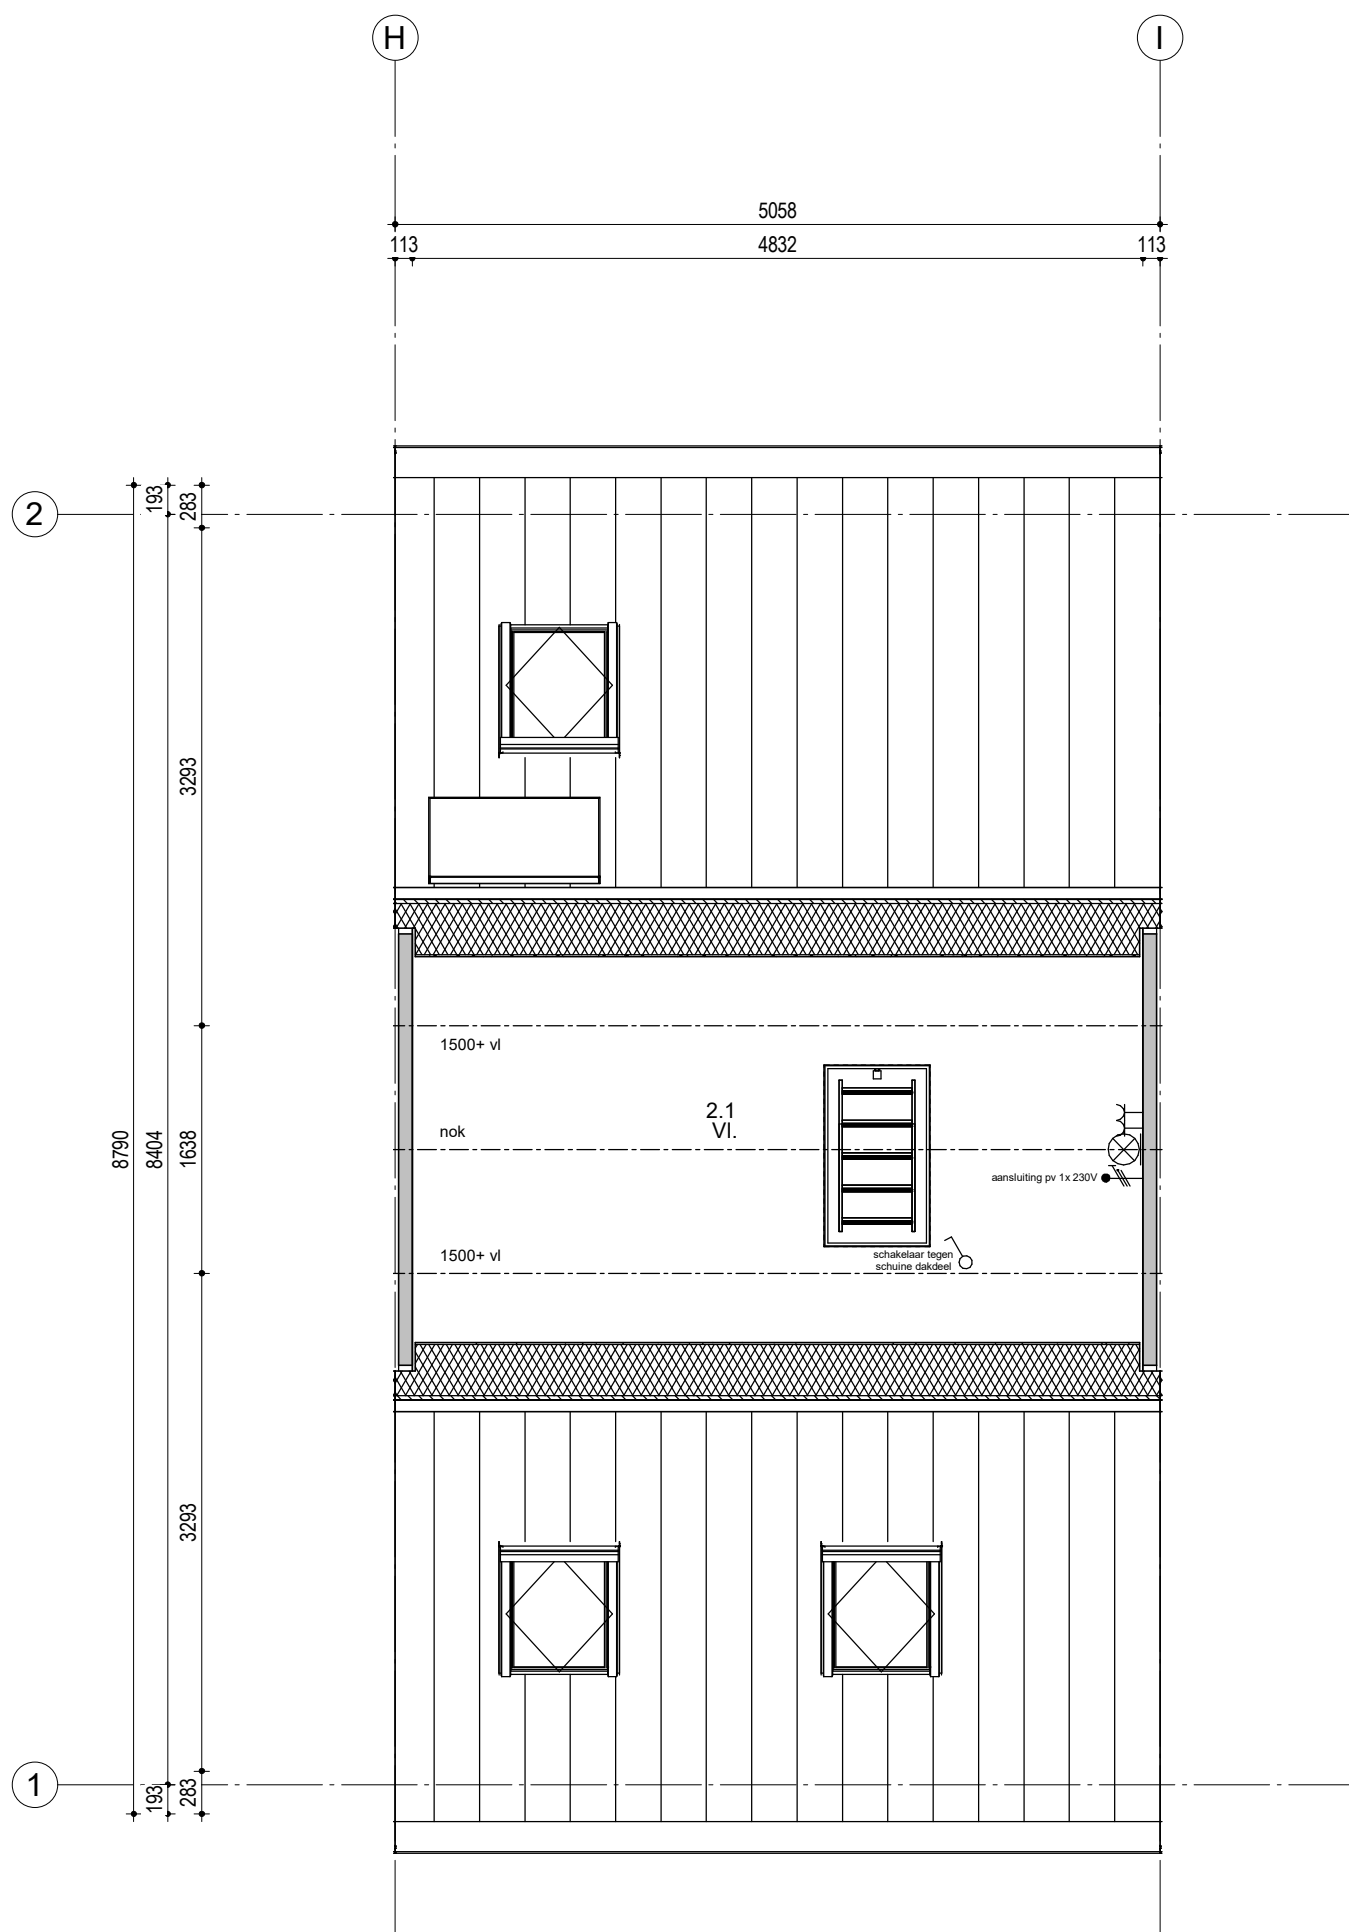 H
I
5058
113
4832
113
2
193
283
3293
1500+ vl
2.1
Vl.
nok
8790
8404
1638
aansluiting pv 1x 230V
1500+ vl
schakelaar tegen
schuine dakdeel
3293
1
193
283